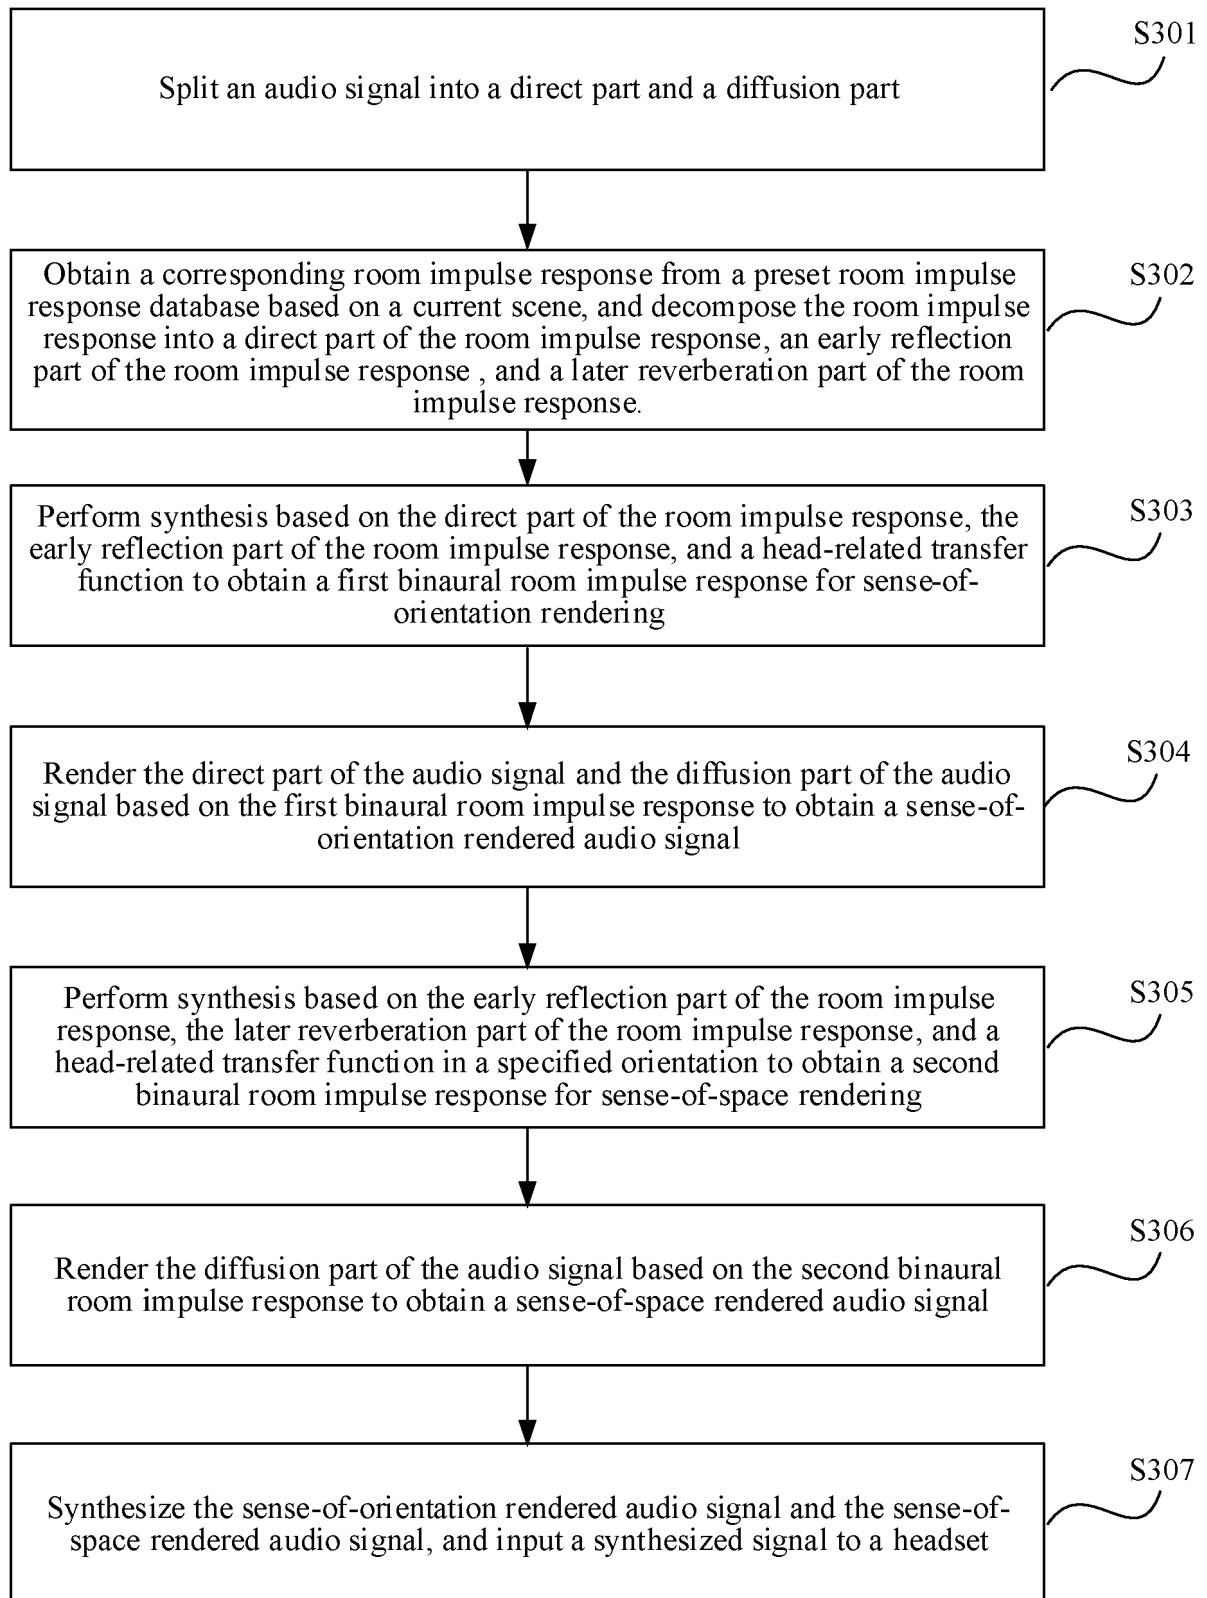 S301
Split an audio signal into a direct part and a diffusion part
S302
Obtain a corresponding room impulse response from a preset room impulse
response database based on a current scene, and decompose the room impulse
response into a direct part of the room impulse response, an early reflection
part of the room impulse response , and a later reverberation part of the room
impulse response.
S303
Perform synthesis based on the direct part of the room impulse response, the
early reflection part of the room impulse response, and a head-related transfer
function to obtain a first binaural room impulse response for sense-of-
orientation rendering
S304
Render the direct part of the audio signal and the diffusion part of the audio
signal based on the first binaural room impulse response to obtain a sense-of-
orientation rendered audio signal
S305
Perform synthesis based on the early reflection part of the room impulse
response, the later reverberation part of the room impulse response, and a
head-related transfer function in a specified orientation to obtain a second
binaural room impulse response for sense-of-space rendering
S306
Render the diffusion part of the audio signal based on the second binaural
room impulse response to obtain a sense-of-space rendered audio signal
S307
Synthesize the sense-of-orientation rendered audio signal and the sense-of-
space rendered audio signal, and input a synthesized signal to a headset